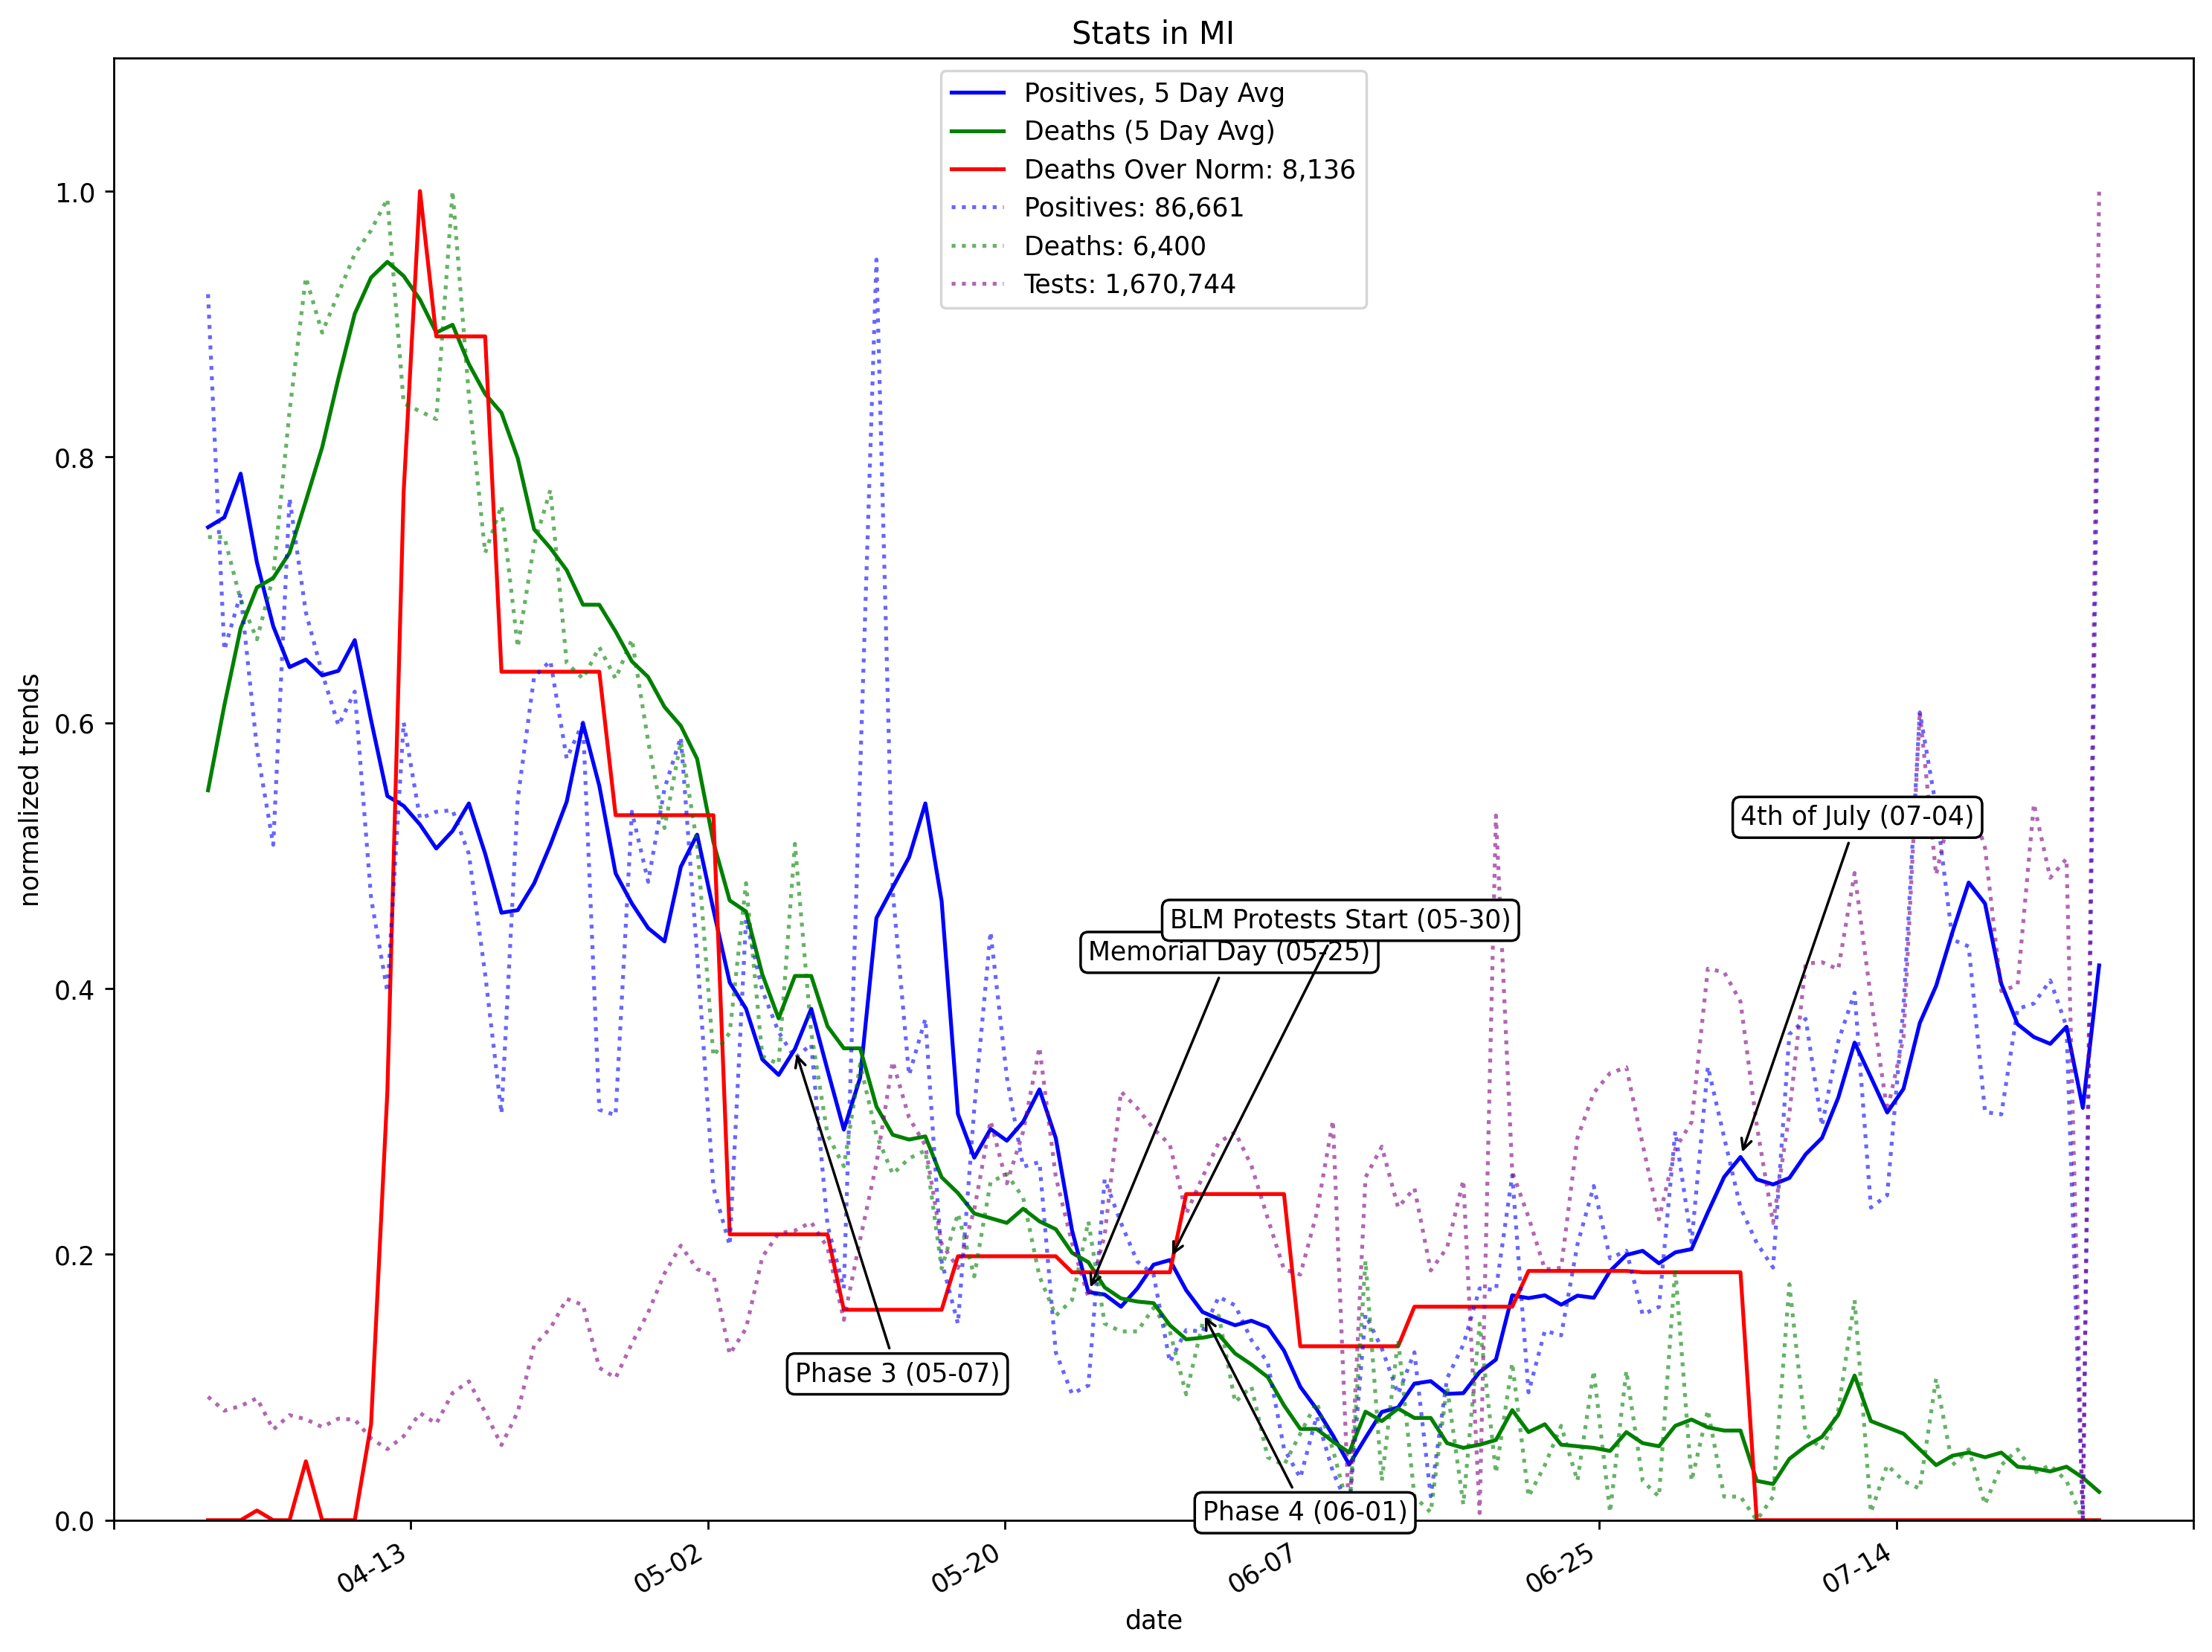 Stats in MI
Positives, 5 Day Avg
Deaths (5 Day Avg)
Deaths Over Norm: 8,136
Positives: 86,661
Deaths: 6,400
Tests: 1,670,744
normalized trends
1.0
0.8
0.6
0.4
0.2
0.0
4th of July (07-04)
BLM Protests Start (05-30)
Memorial Day (05-25)
Phase 3 (05-07)
Phase 4 (06-01)
04-13
05-02
05-20
06-07
06-25
07-14
date